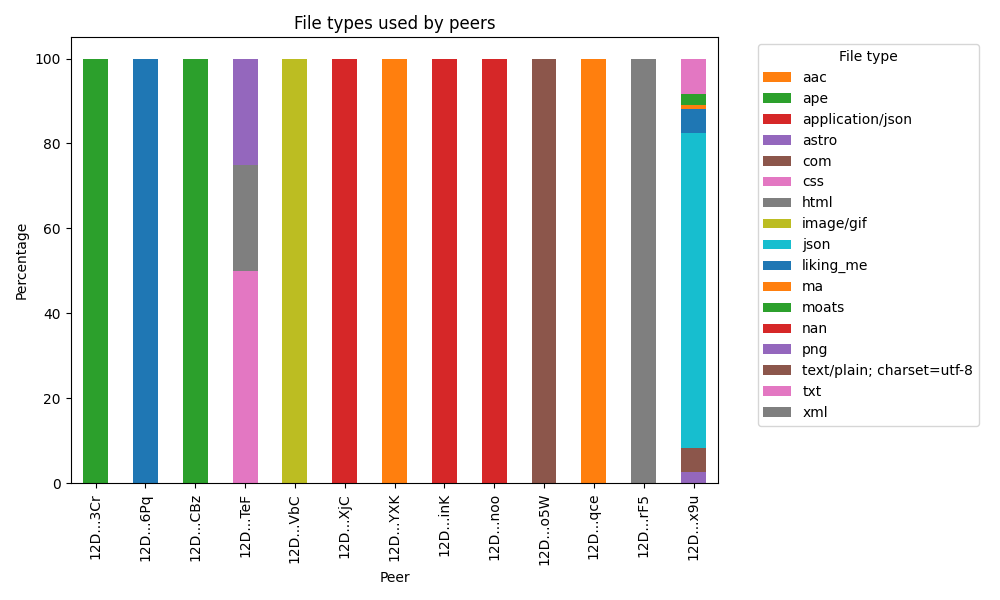 File types used by peers
Percentage
100
80
60
40
20
0
12D...3Cr
12D...6Pq
12D...CBz
12D...TeF
12D...VbC
12D...XjC
12D...YXK
12D...inK
12D...noo
12D...o5W
12D...qce
12D...rF5
12D...x9u
Peer
File type
aac
ape
application/json
astro
com
css
html
image/gif
json
liking_me
ma
moats
nan
png
text/plain; charset=utf-8
txt
xml